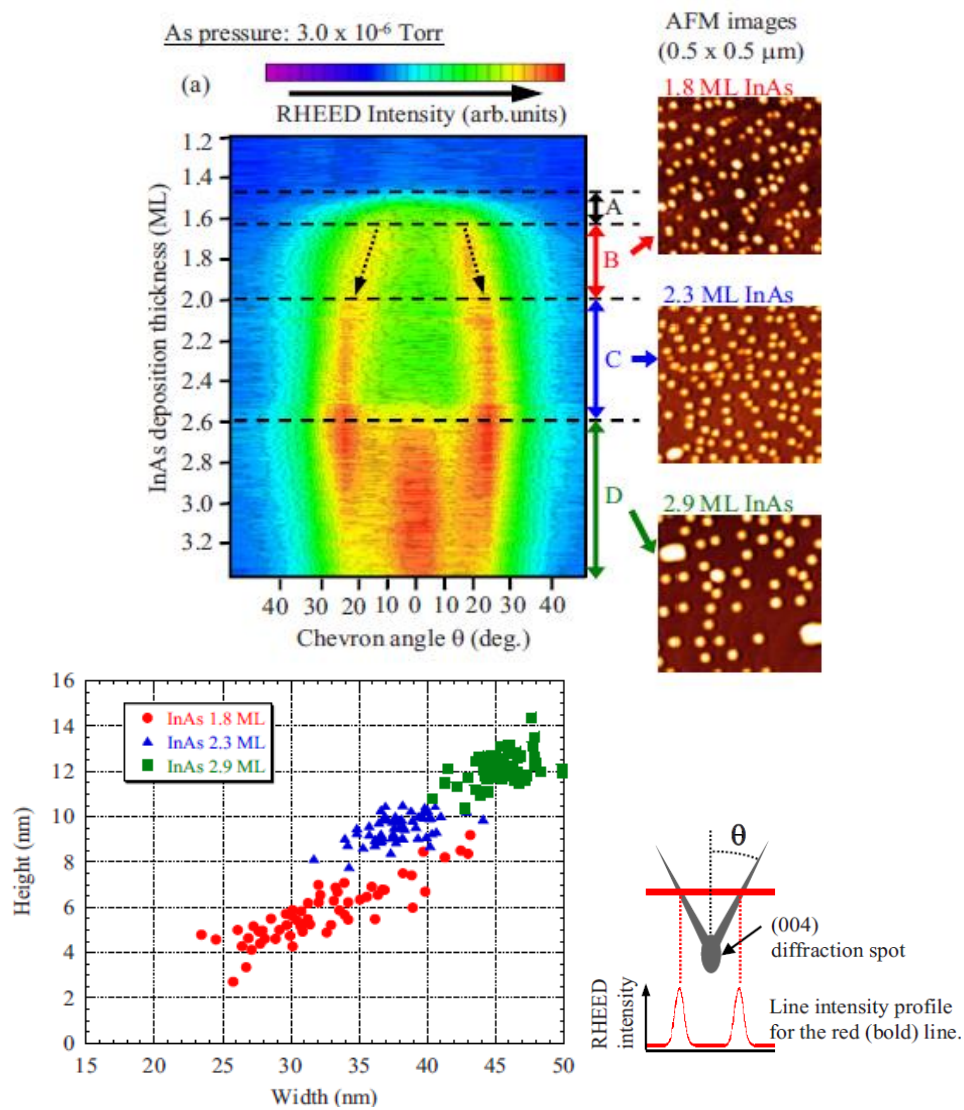 As pressure: 3.0 x 10⁻⁶ Torr
(a)
RHEED Intensity (arb.units)
AFM images
(0.5 x 0.5 μm)
1.8 ML InAs
2.3 ML InAs
2.9 ML InAs
InAs deposition thickness (ML)
1.2
1.4
1.6
1.8
2.0
2.2
2.4
2.6
2.8
3.0
3.2
A
B
C
D
40 30 20 10 0 10 20 30 40
Chevron angle θ (deg.)
Height (nm)
16
14
12
10
8
6
4
2
0
InAs 1.8 ML
InAs 2.3 ML
InAs 2.9 ML
15 20 25 30 35 40 45 50
Width (nm)
θ
(004)
diffraction spot
RHEED
intensity
Line intensity profile
for the red (bold) line.